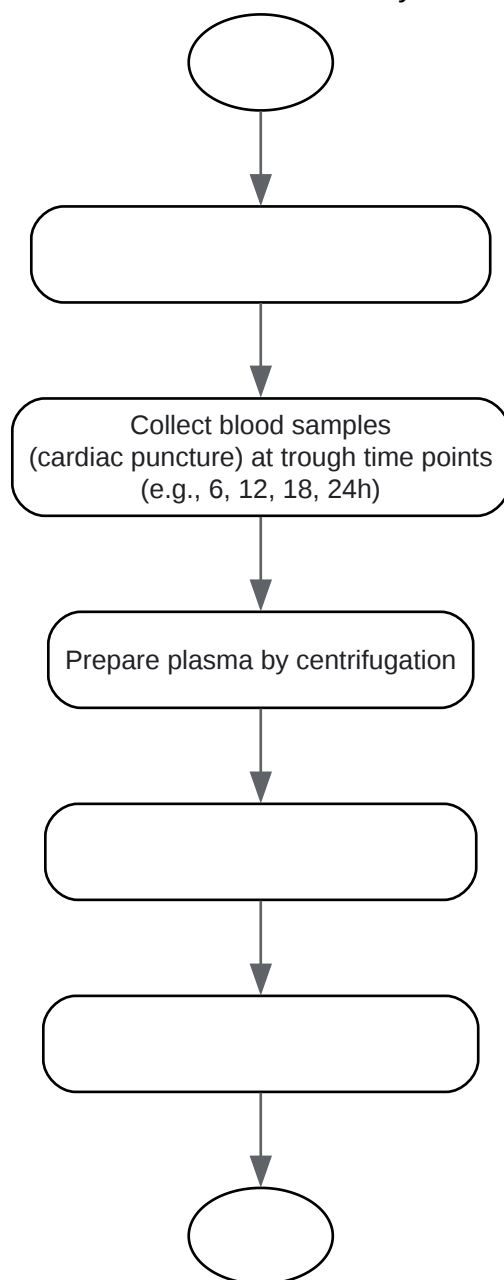 Collect blood samples
(cardiac puncture) at trough time points
(e.g., 6, 12, 18, 24h)
Prepare plasma by centrifugation